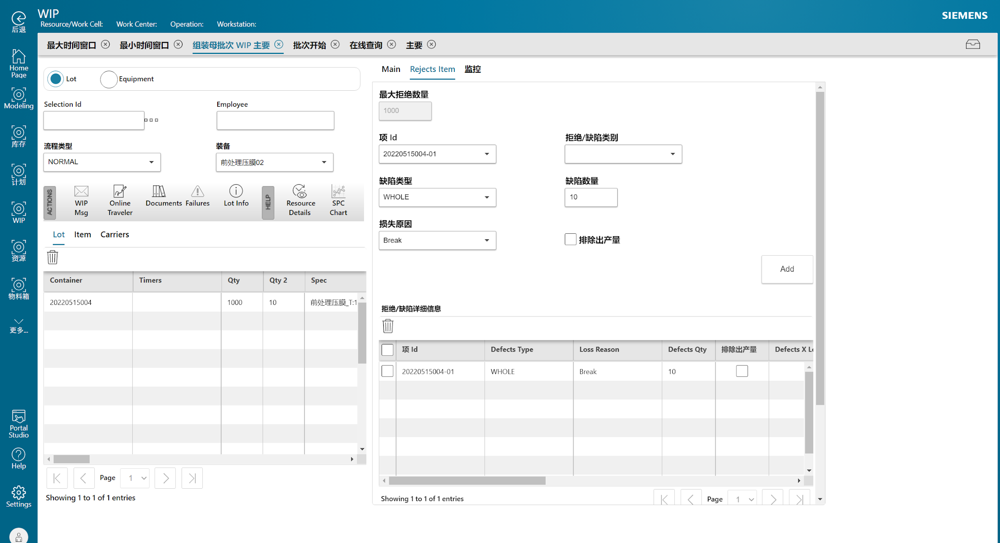 WIP
Resource/Work Cell: Work Center: Operation: Workstation:
SIEMENS
后退
Home
Page
Modeling
库存
计划
WIP
资源
物料箱
更多...
Portal
Studio
Help
Settings
最大时间窗口 最小时间窗口 组装母批次 WIP 主要 批次开始 在线查询 主要
Lot Equipment
Selection Id Employee
流程类型 装备
NORMAL 前处理压膜02
ACTIONS
WIP
Msg
Online
Traveler
Documents
Failures
Lot Info
HELP
Resource
Details
SPC
Chart
Lot Item Carriers
Container Timers Qty Qty 2 Spec
20220515004 1000 10 前处理压膜_T:1
Page 1
Showing 1 to 1 of 1 entries
Main Rejects Item 监控
最大拒绝数量
1000
项 Id 拒绝/缺陷类别
20220515004-01
缺陷类型 缺陷数量
WHOLE 10
损失原因
Break 排除出产量
Add
拒绝/缺陷详细信息
项 Id Defects Type Loss Reason Defects Qty 排除出产量 Defects X Lo
20220515004-01 WHOLE Break 10
Showing 1 to 1 of 1 entries Page 1